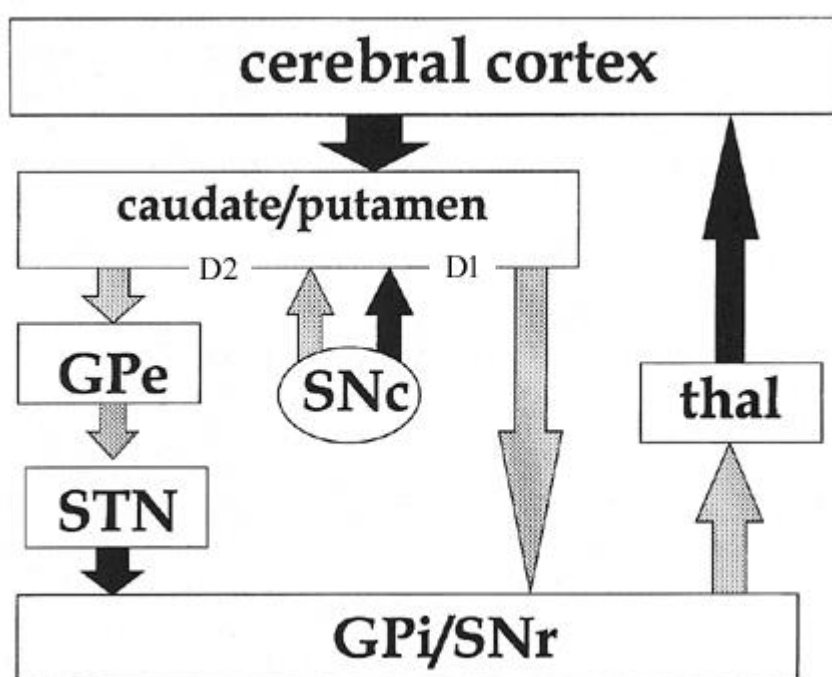 cerebral cortex
caudate/putamen
D2
D1
GPe
SNc
thal
STN
GPi/SNr